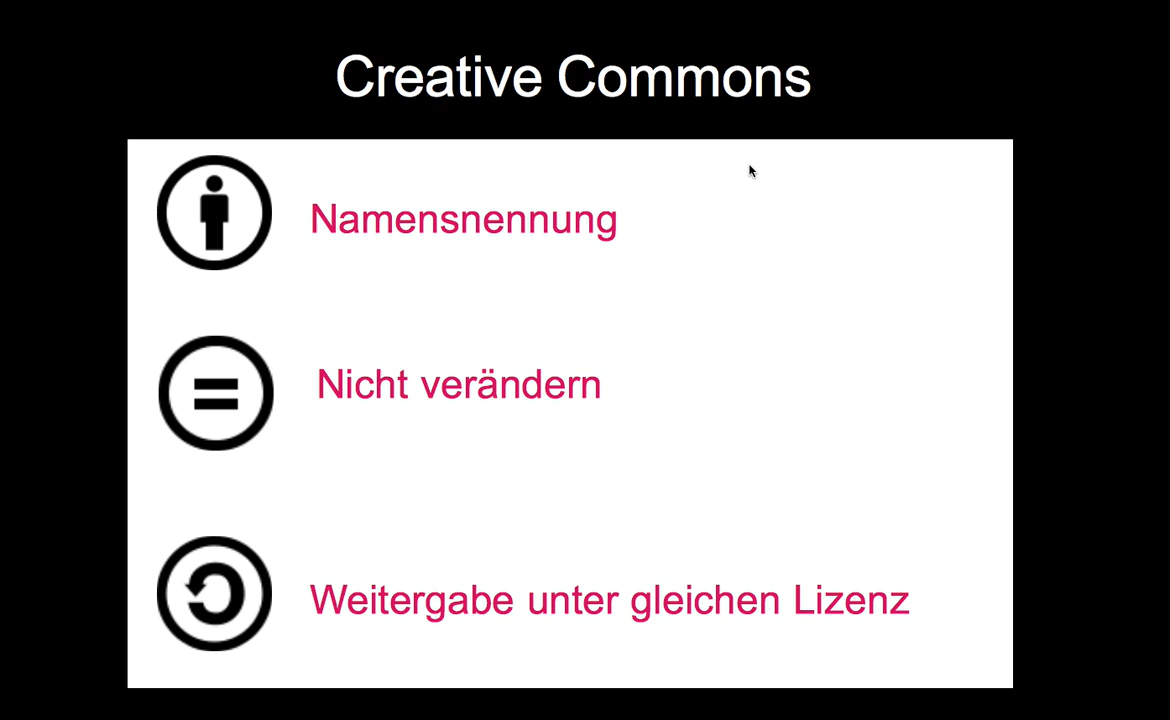 Creative Commons
Namensnennung
Nicht verändern
Weitergabe unter gleichen Lizenz